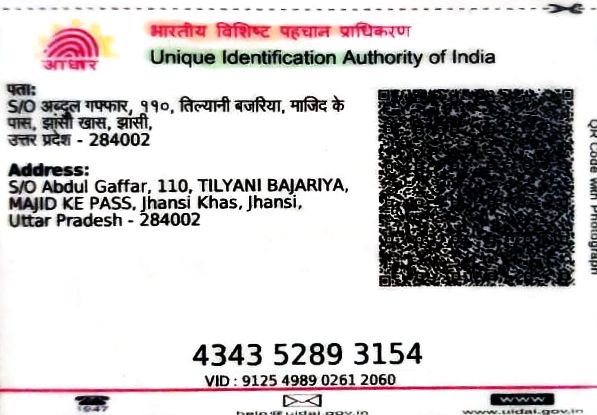 भारतीय विशिष्ट पहचान प्राधिकरण
आधार
Unique Identification Authority of India
पता:
S/O अब्दुल गफ्फार, ११०, तिल्यानी बजरिया, माजिद के
पास, झांसी खास, झांसी,
उत्तर प्रदेश - 284002
Address:
S/O Abdul Gaffar, 110, TILYANI BAJARIYA,
MAJID KE PASS, Jhansi Khas, Jhansi,
Uttar Pradesh - 284002
QR Code with Photograph
4343 5289 3154
VID : 9125 4989 0261 2060
1947
help@uidai.gov.in
www
www.uidai.gov.in